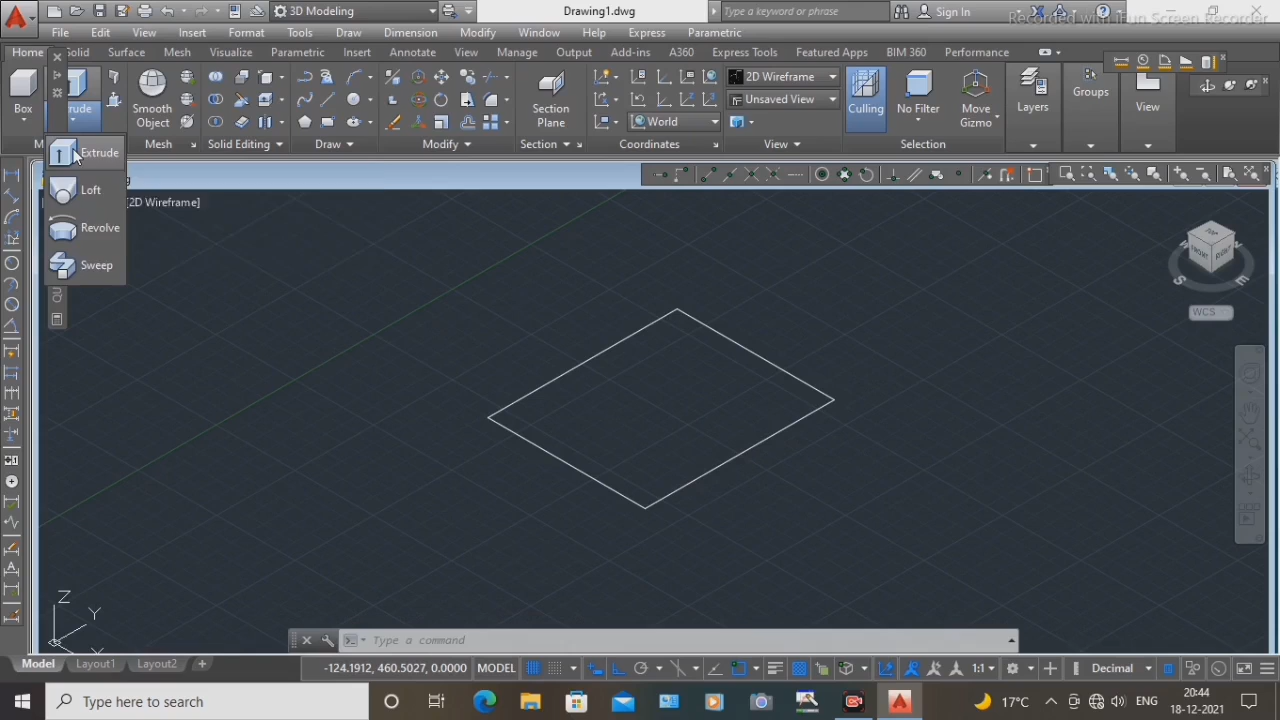 3D Modeling
Drawing1.dwg
Type a keyword or phrase
Sign In
Recorded with iFun Screen Recorder
File Edit View Insert Format Tools Draw Dimension Modify Window Help Express Parametric
Home Solid Surface Mesh Visualize Parametric Insert Annotate View Manage Output Add-ins A360 Express Tools Featured Apps BIM 360 Performance
Box
Smooth
Object
Section
Plane
2D Wireframe
Unsaved View
World
Culling
No Filter
Move
Gizmo
Layers
Groups
View
Mesh
Solid Editing
Draw
Modify
Section
Coordinates
View
Selection
Extrude
Loft
Revolve
Sweep
[2D Wireframe]
TOP
FRONT
RIGHT
S
E
WCS
Z
Y
Type a command
Model Layout1 Layout2
-124.1912, 460.5027, 0.0000 MODEL
1:1
Decimal
Type here to search
17°C
ENG
20:44
18-12-2021